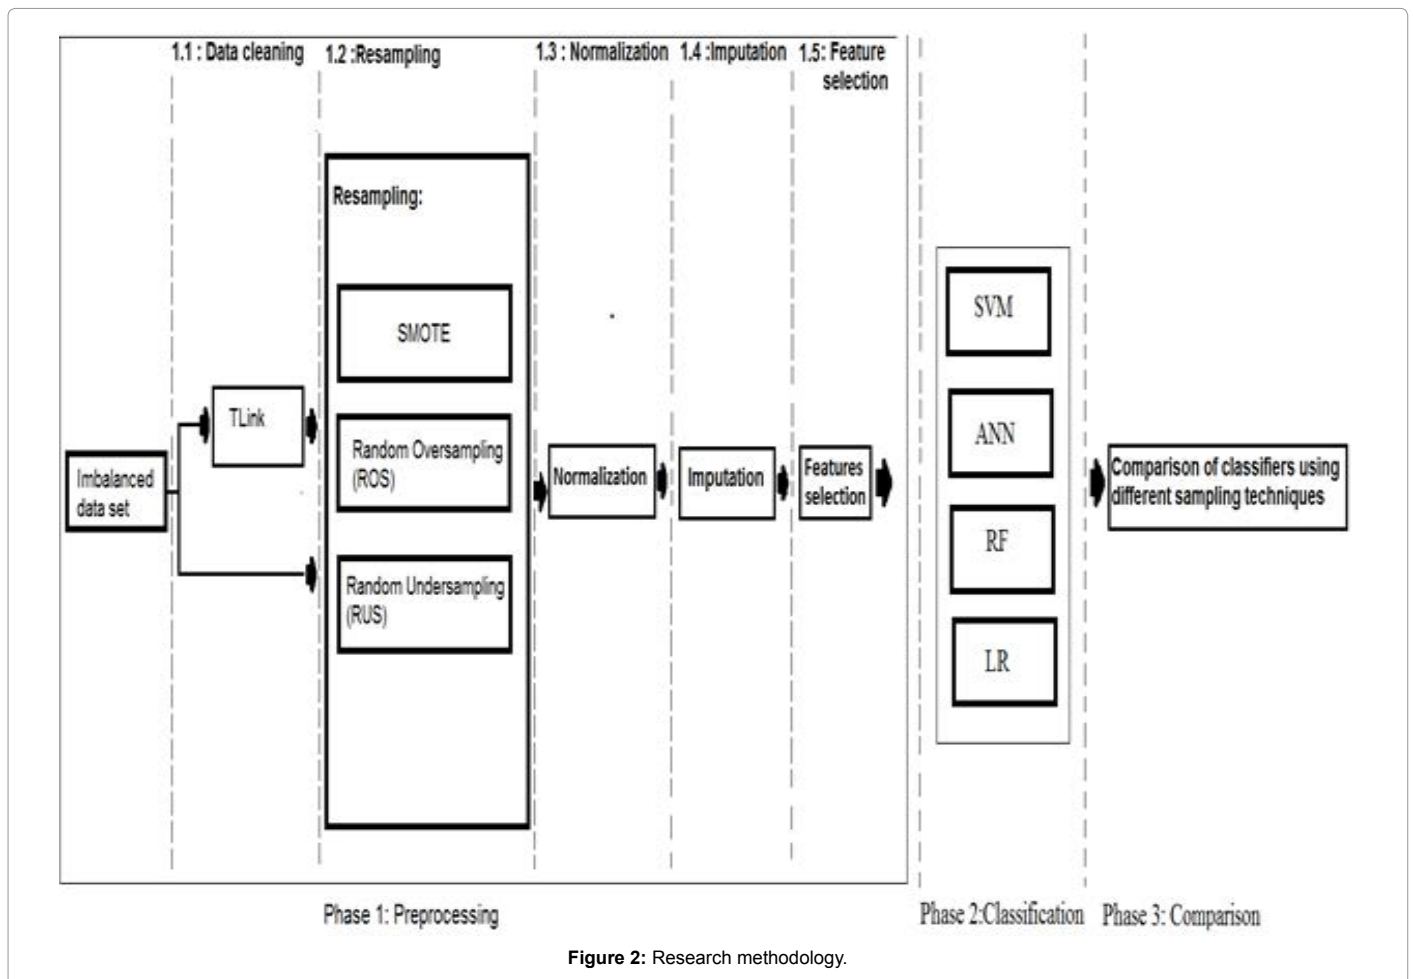 1.1 : Data cleaning
1.2 :Resampling
1.3 : Normalization
1.4 :Imputation
1.5: Feature
selection
Resampling:
SMOTE
TLink
Random Oversampling
(ROS)
Imbalanced
data set
Random Undersampling
(RUS)
Normalization
Imputation
Features
selection
SVM
ANN
RF
LR
Comparison of classifiers using
different sampling techniques
Phase 1: Preprocessing
Phase 2:Classification
Phase 3: Comparison
Figure 2: Research methodology.